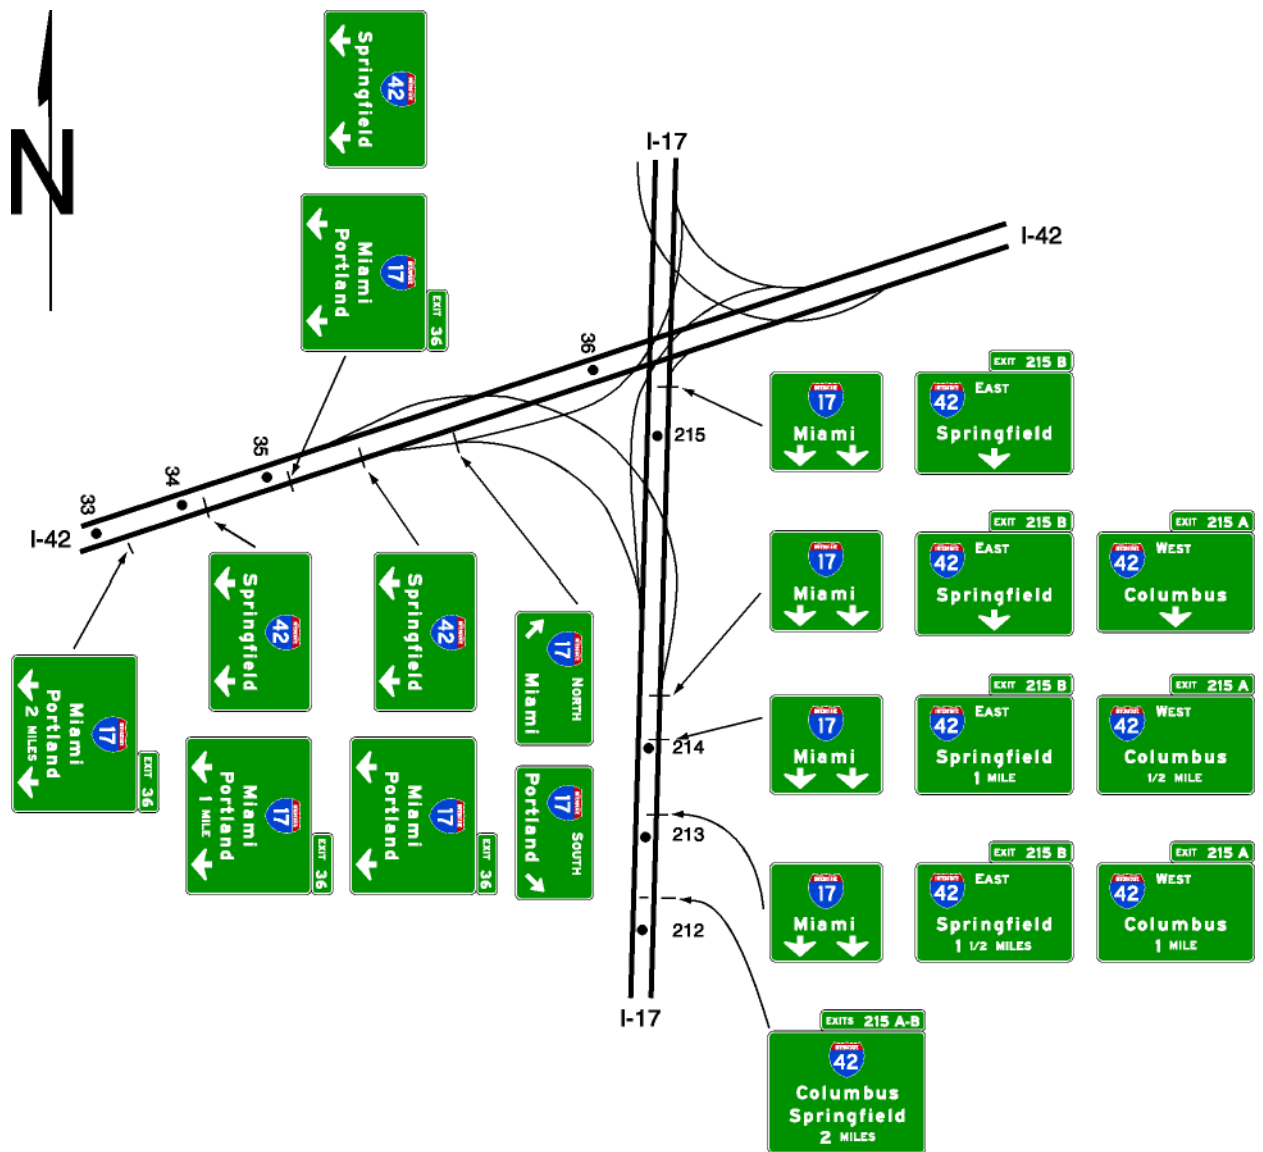 N
42
Springfield
17
Miami
Portland
EXIT 36
I-17
I-42
36
35
34
33
I-42
215
214
213
212
I-17
EXIT 36
17
Miami
Portland
2 MILES
42
Springfield
EXIT 36
17
Miami
Portland
1 MILE
42
Springfield
EXIT 36
17
Miami
Portland
17 NORTH
Miami
17 SOUTH
Portland
17
Miami
EXIT 215 B
42 EAST
Springfield
17
Miami
EXIT 215 B
42 EAST
Springfield
EXIT 215 A
42 WEST
Columbus
17
Miami
EXIT 215 B
42 EAST
Springfield
1 MILE
EXIT 215 A
42 WEST
Columbus
1/2 MILE
17
Miami
EXIT 215 B
42 EAST
Springfield
1 1/2 MILES
EXIT 215 A
42 WEST
Columbus
1 MILE
EXITS 215 A-B
42
Columbus
Springfield
2 MILES